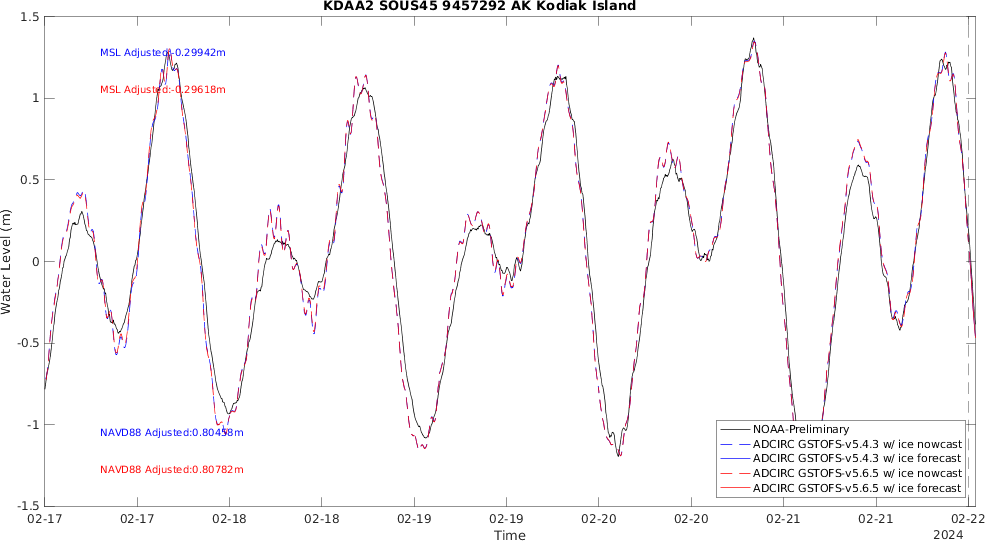 KDAA2 SOUS45 9457292 AK Kodiak Island
1.5
1
0.5
0
-0.5
-1
-1.5
Water Level (m)
MSL Adjusted:-0.29942m
MSL Adjusted:-0.29618m
NAVD88 Adjusted:0.80458m
NAVD88 Adjusted:0.80782m
NOAA-Preliminary
ADCIRC GSTOFS-v5.4.3 w/ ice nowcast
ADCIRC GSTOFS-v5.4.3 w/ ice forecast
ADCIRC GSTOFS-v5.6.5 w/ ice nowcast
ADCIRC GSTOFS-v5.6.5 w/ ice forecast
02-17 02-17 02-18 02-18 02-19 02-19 02-20 02-20 02-21 02-21 02-22
Time
2024